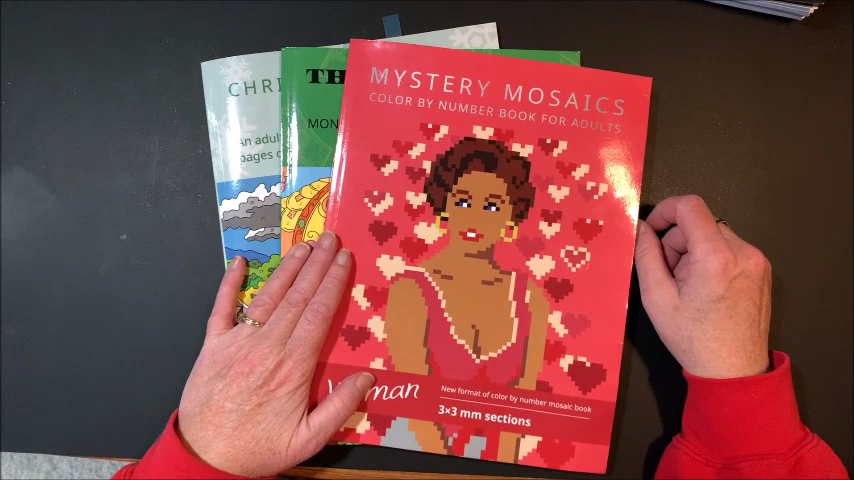 CHRI
An adul
pages o
TH
MON
MYSTERY MOSAICS
COLOR BY NUMBER BOOK FOR ADULTS
man
New format of color by number mosaic book
3×3 mm sections